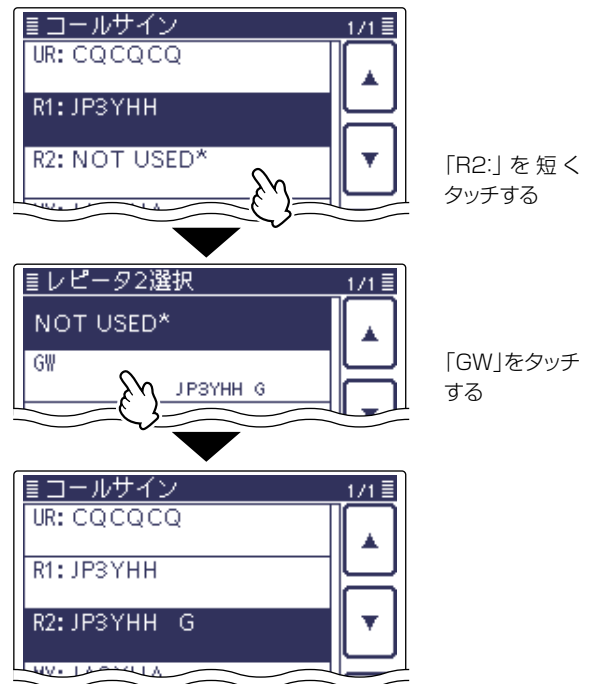 コールサイン 1/1
UR: CQCQCQ
R1: JP3YHH
R2: NOT USED*
「R2:」を短く
タッチする
レピータ2選択 1/1
NOT USED*
GW
JP3YHH G
「GW」をタッチ
する
コールサイン 1/1
UR: CQCQCQ
R1: JP3YHH
R2: JP3YHH G